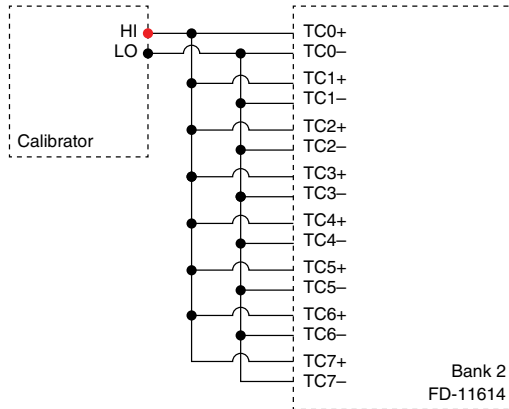 HI
LO
Calibrator
TC0+
TC0–
TC1+
TC1–
TC2+
TC2–
TC3+
TC3–
TC4+
TC4–
TC5+
TC5–
TC6+
TC6–
TC7+
TC7–
Bank 2
FD-11614